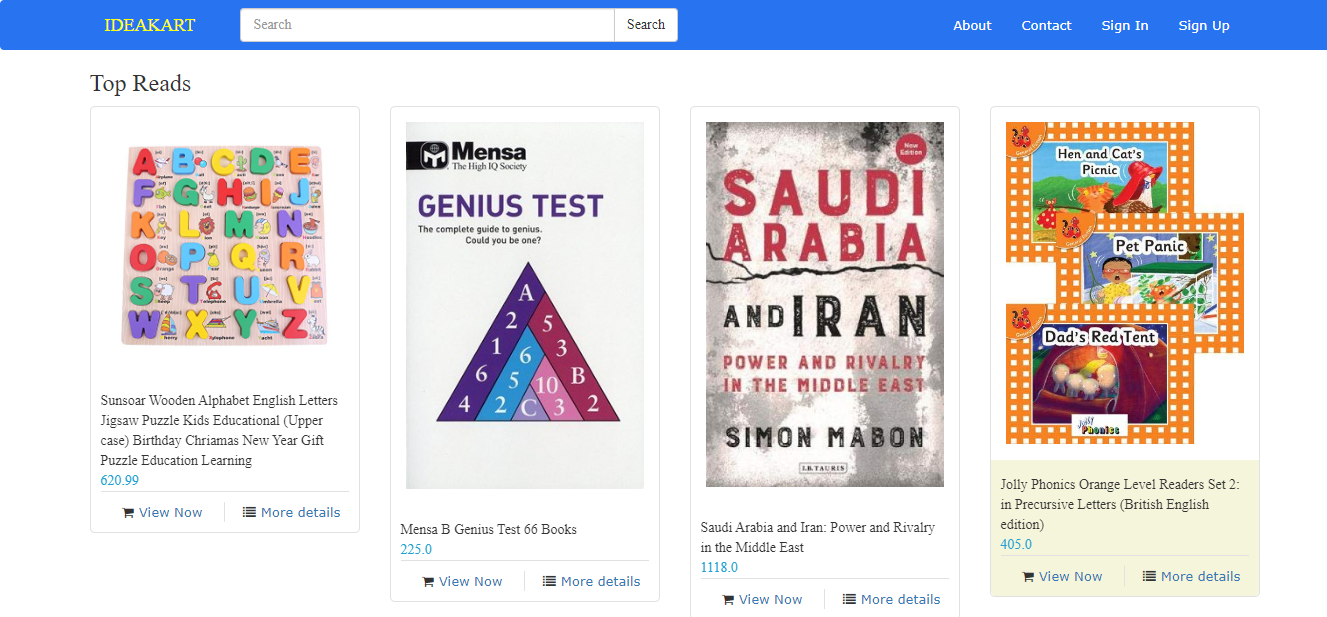 IDEAKART
Search
Search
About
Contact
Sign In
Sign Up
Top Reads
A B C D E
F G H I J
K L M N
O P Q R
S T U V
W X Y Z
Sunsoar Wooden Alphabet English Letters
Jigsaw Puzzle Kids Educational (Upper
case) Birthday Chriamas New Year Gift
Puzzle Education Learning
620.99
View Now
More details
Mensa
The High IQ Society
GENIUS TEST
The complete guide to genius.
Could you be one?
A
2 5
1 6 3
6 5 10 B
4 2 C 3 2
Mensa B Genius Test 66 Books
225.0
View Now
More details
New
Edition
SAUDI
ARABIA
AND IRAN
POWER AND RIVALRY
IN THE MIDDLE EAST
SIMON MABON
I.B.TAURIS
Saudi Arabia and Iran: Power and Rivalry
in the Middle East
1118.0
View Now
More details
Hen and Cat's
Picnic
Pet Panic
Dad's Red Tent
Jolly
Phonics
Jolly Phonics Orange Level Readers Set 2:
in Precursive Letters (British English
edition)
405.0
View Now
More details